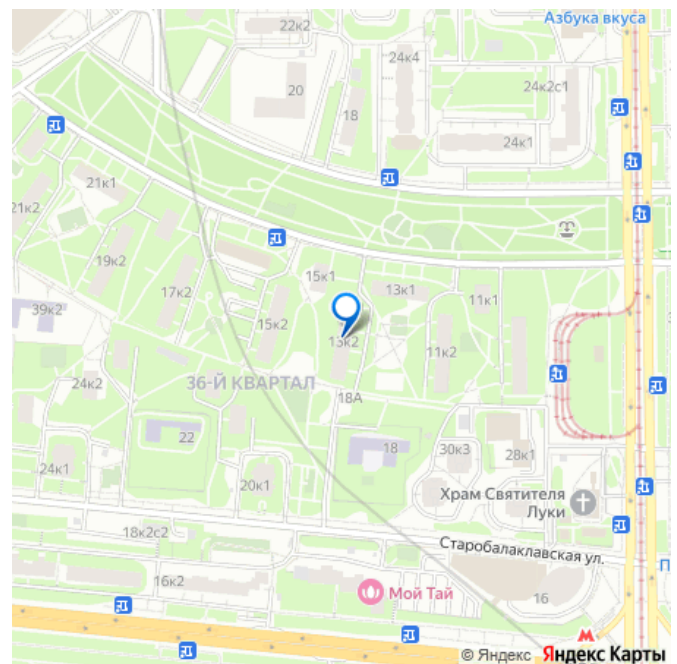 Азбука вкуса
22к2
24к4
24к2с1
20
18
24к1
21к1
21к2
19к2
17к2
15к1
13к1
11к1
39к2
15к2
13к2
11к2
24к2
36-Й КВАРТАЛ
18А
22
18
30к3
28к1
24к1
20к1
Храм Святителя
Луки
18к2с2
Старобалаклавская ул.
16к2
Мой Тай
16
П
© Яндекс Яндекс Карты